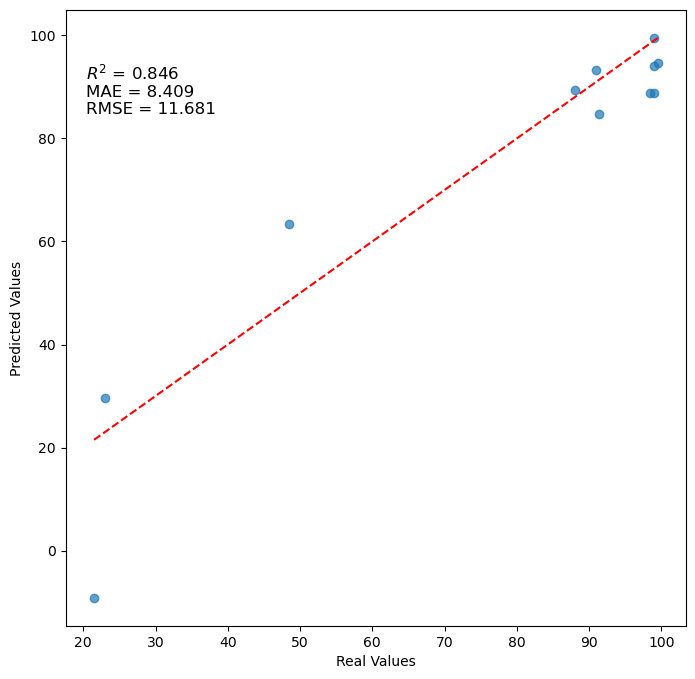 100
80
60
40
20
0
R² = 0.846
MAE = 8.409
RMSE = 11.681
Predicted Values
20 30 40 50 60 70 80 90 100
Real Values